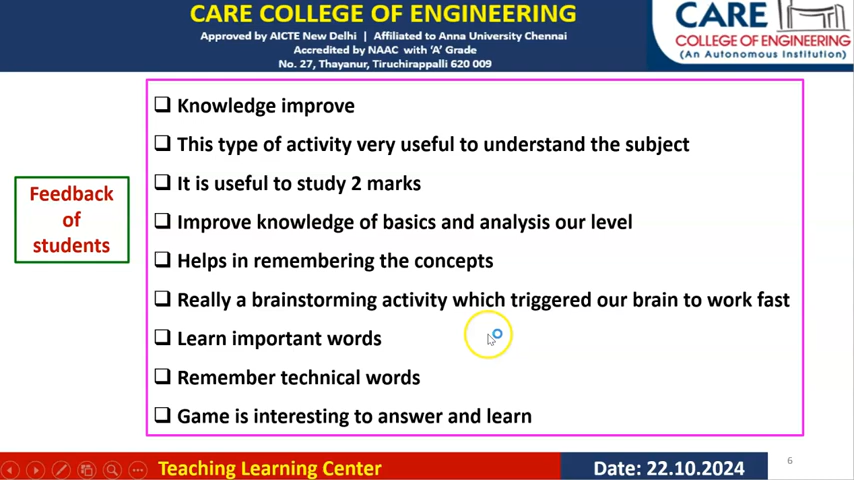 CARE COLLEGE OF ENGINEERING
Approved by AICTE New Delhi | Affiliated to Anna University Chennai
Accredited by NAAC with ‘A’ Grade
No. 27, Thayanur, Tiruchirappalli 620 009
CARE
COLLEGE OF ENGINEERING
(An Autonomous Institution)
Feedback
of
students
Knowledge improve
This type of activity very useful to understand the subject
It is useful to study 2 marks
Improve knowledge of basics and analysis our level
Helps in remembering the concepts
Really a brainstorming activity which triggered our brain to work fast
Learn important words
Remember technical words
Game is interesting to answer and learn
Teaching Learning Center
Date: 22.10.2024
6